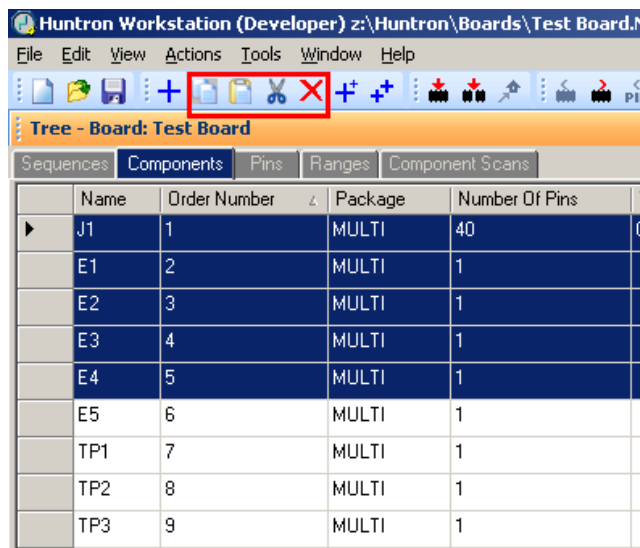 Huntron Workstation (Developer) z:\Huntron\Boards\Test Board.
File Edit View Actions Tools Window Help
Tree - Board: Test Board
Sequences Components Pins Ranges Component Scans
Name Order Number Package Number Of Pins
J1 1 MULTI 40
E1 2 MULTI 1
E2 3 MULTI 1
E3 4 MULTI 1
E4 5 MULTI 1
E5 6 MULTI 1
TP1 7 MULTI 1
TP2 8 MULTI 1
TP3 9 MULTI 1